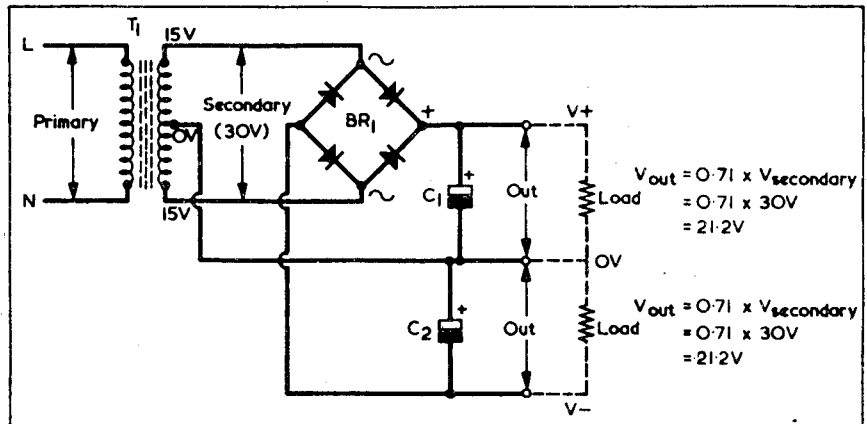 T1
15V
L
Primary
N
Secondary
(30V)
0V
15V
BR1
+
C1
+
Out
V+
Load
Vout = 0·71 x Vsecondary
= 0·71 x 30V
= 21·2V
0V
C2
+
Out
Load
Vout = 0·71 x Vsecondary
= 0·71 x 30V
= 21·2V
V−